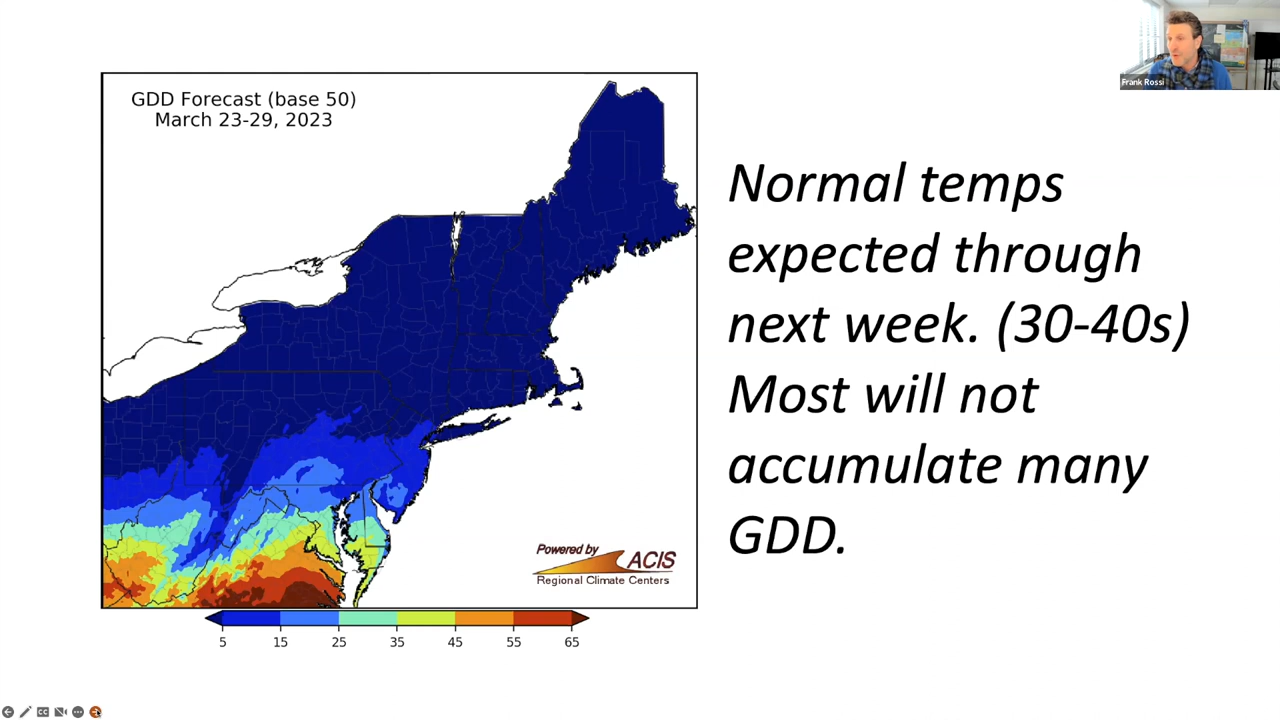 Frank Rossi
GDD Forecast (base 50)
March 23-29, 2023
Normal temps
expected through
next week. (30-40s)
Most will not
accumulate many
GDD.
Powered by
ACIS
Regional Climate Centers
5 15 25 35 45 55 65
CC